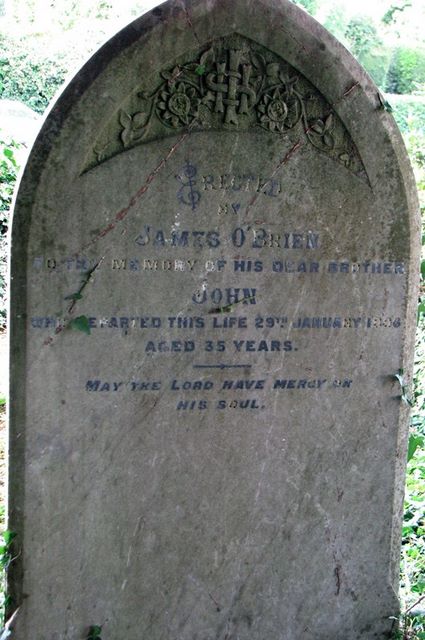 Erected
BY
James O'Brien
TO THE MEMORY OF HIS DEAR BROTHER
John
WHO DEPARTED THIS LIFE 29TH JANUARY
AGED 35 YEARS.
May the Lord have mercy on
his soul.